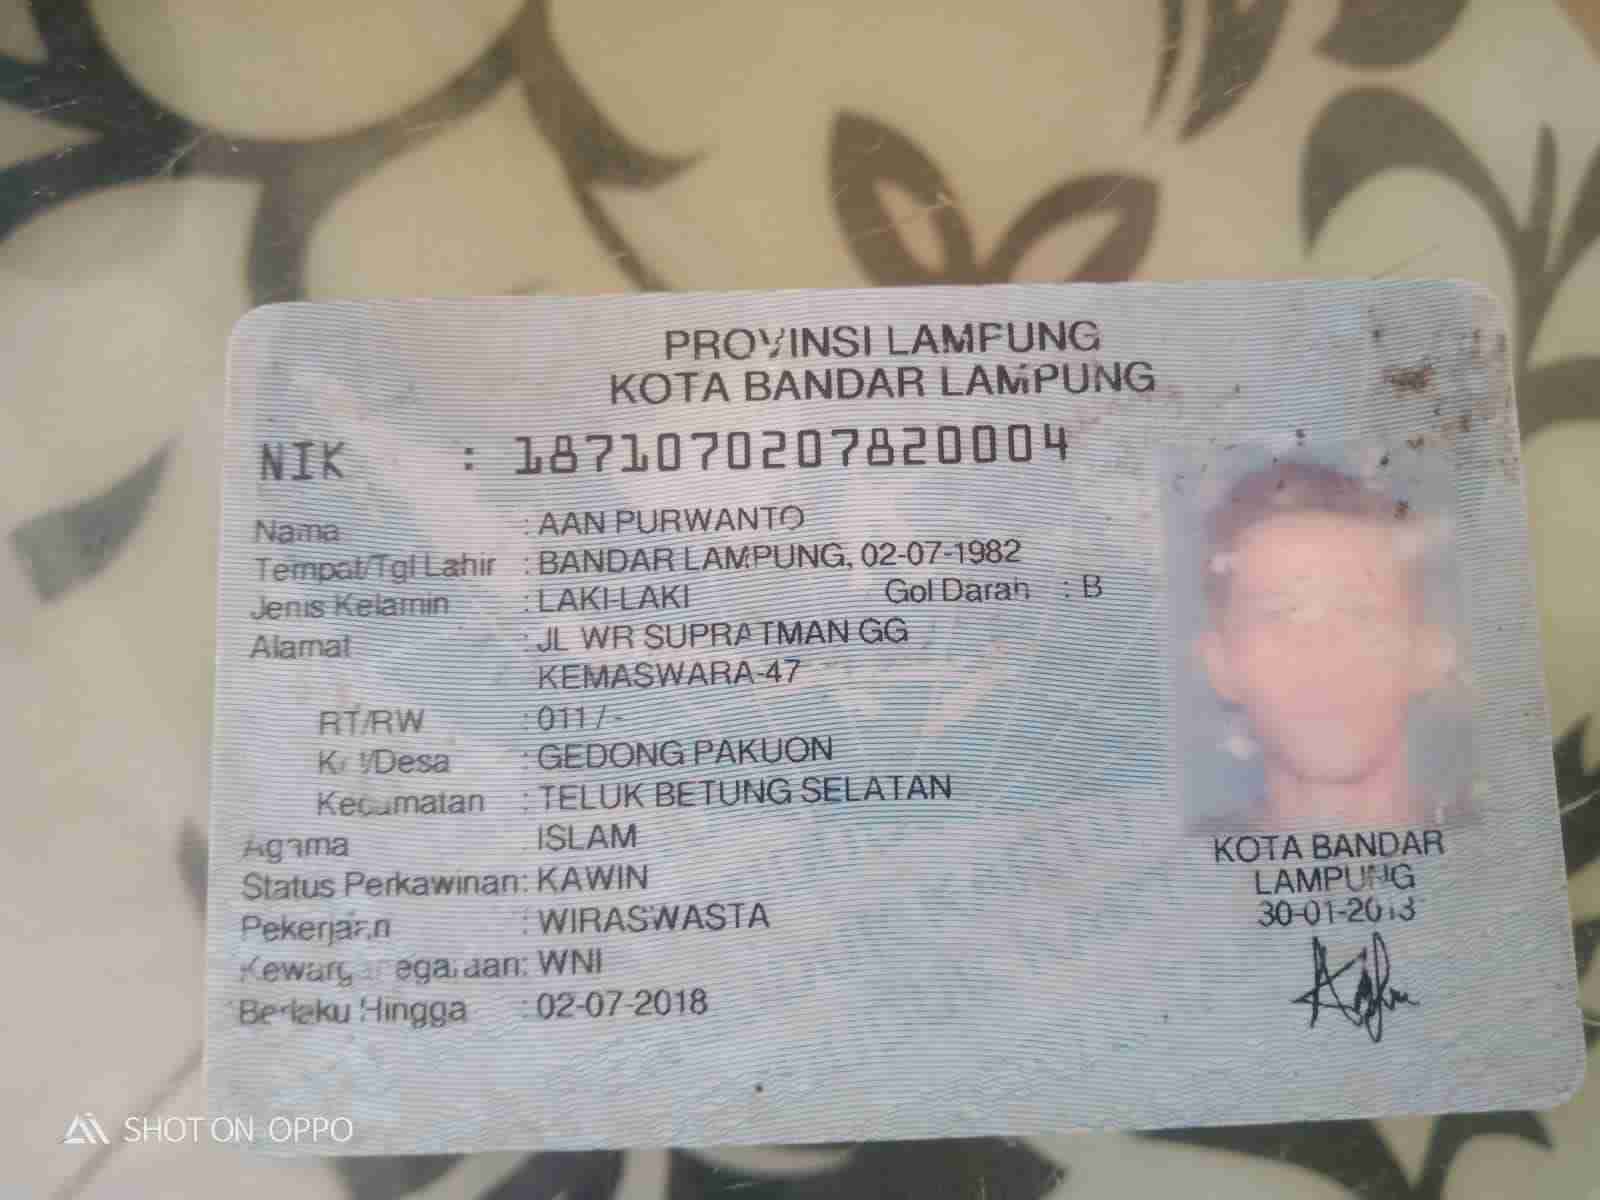 PROVINSI LAMPUNG
KOTA BANDAR LAMPUNG
NIK : 1871070207820004
Nama : AAN PURWANTO
Tempat/Tgl Lahir : BANDAR LAMPUNG, 02-07-1982
Jenis Kelamin : LAKI-LAKI Gol Darah : B
Alamat : JL WR SUPRATMAN GG
KEMASWARA-47
RT/RW : 011 / -
Kel/Desa : GEDONG PAKUON
Kecamatan : TELUK BETUNG SELATAN
Agama : ISLAM
Status Perkawinan: KAWIN
Pekerjaan : WIRASWASTA
Kewarganegaraan: WNI
Berlaku Hingga : 02-07-2018
KOTA BANDAR
LAMPUNG
30-01-2013
SHOT ON OPPO